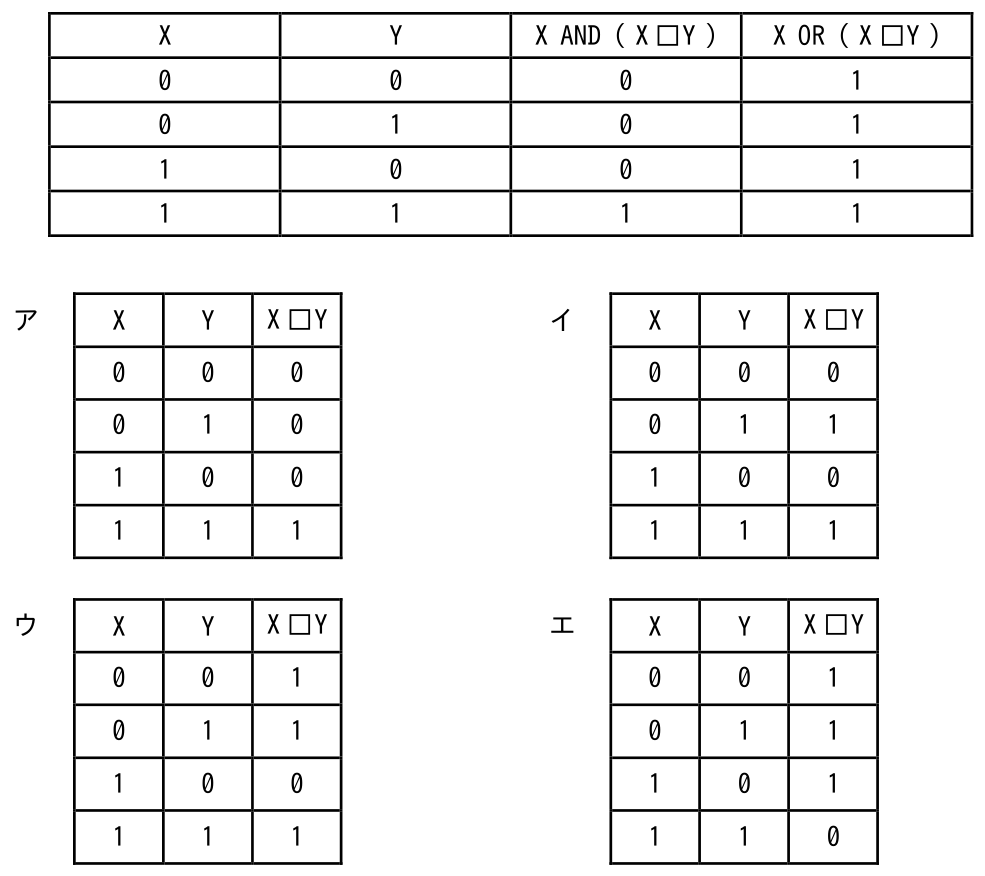 X Y X AND ( X □ Y ) X OR ( X □ Y )
0 0 0 1
0 1 0 1
1 0 0 1
1 1 1 1
ア
X Y X □ Y
0 0 0
0 1 0
1 0 0
1 1 1
イ
X Y X □ Y
0 0 0
0 1 1
1 0 0
1 1 1
ウ
X Y X □ Y
0 0 1
0 1 1
1 0 0
1 1 1
エ
X Y X □ Y
0 0 1
0 1 1
1 0 1
1 1 0